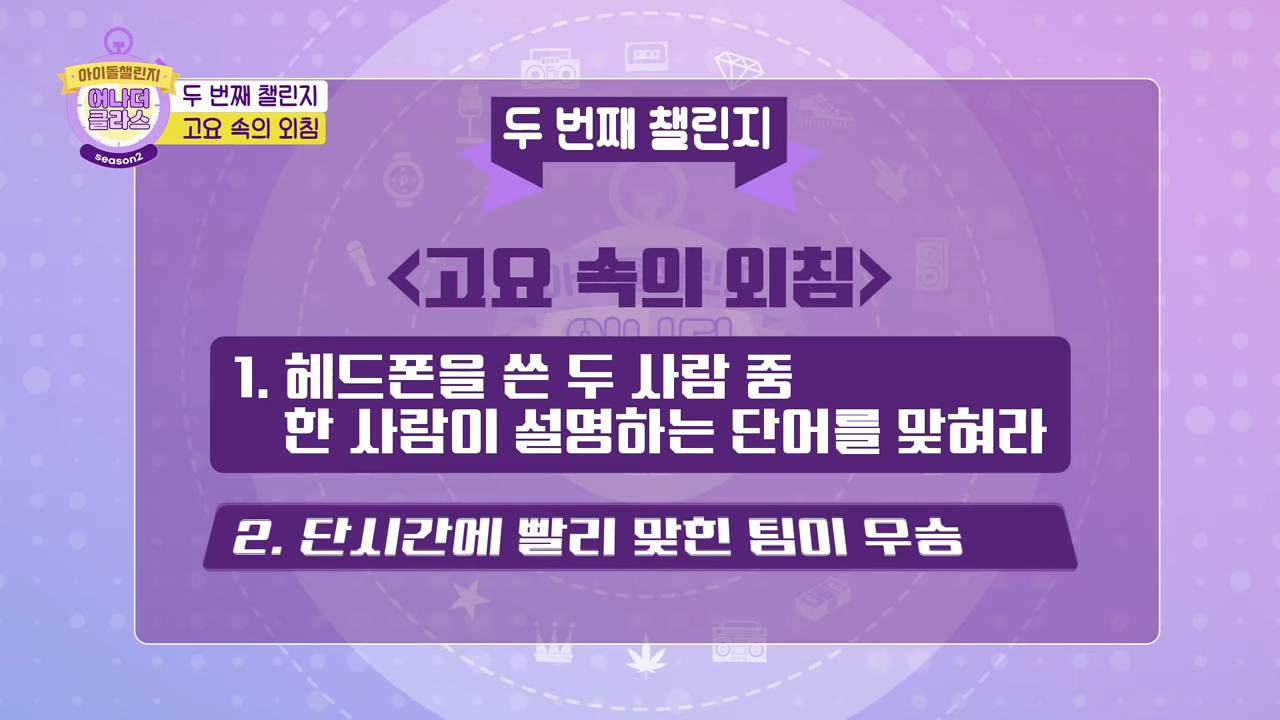 아이돌챌린지
어나더
클라스
season2
두 번째 챌린지
고요 속의 외침
두 번째 챌린지
<고요 속의 외침>
1. 헤드폰을 쓴 두 사람 중
한 사람이 설명하는 단어를 맞혀라
2. 단시간에 빨리 맞힌 팀이 우승